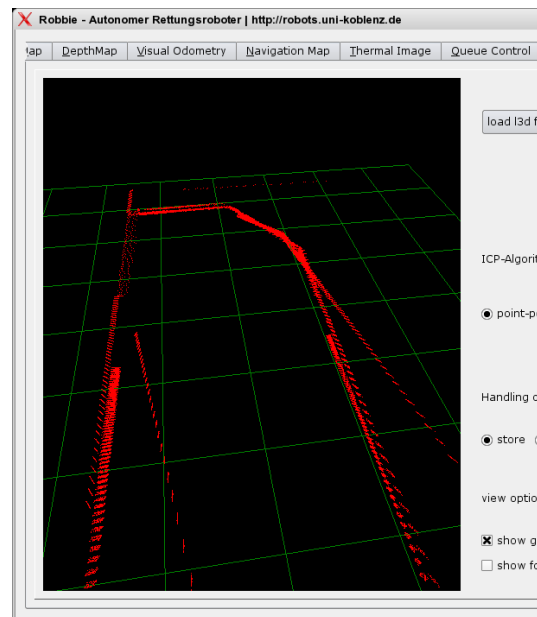 Robbie - Autonomer Rettungsroboter | http://robots.uni-koblenz.de
DepthMap Visual Odometry Navigation Map Thermal Image Queue Control
load l3d f
ICP-Algorit
point-p
Handling o
store
view optio
show g
show fo